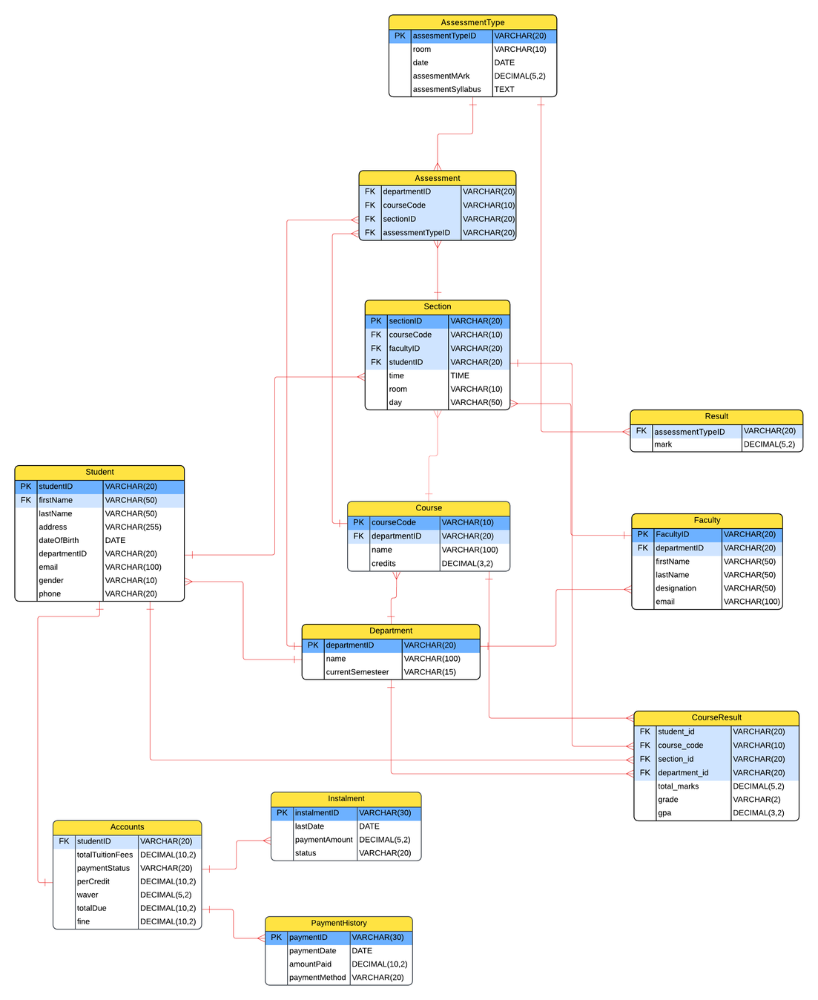 AssessmentType
PK assesmentTypeID VARCHAR(20)
room VARCHAR(10)
date DATE
assesmentMArk DECIMAL(5,2)
assesmentSyllabus TEXT
Assessment
FK departmentID VARCHAR(20)
FK courseCode VARCHAR(10)
FK sectionID VARCHAR(20)
FK assessmentTypeID VARCHAR(20)
Section
PK sectionID VARCHAR(20)
FK courseCode VARCHAR(10)
FK facultyID VARCHAR(20)
FK studentID VARCHAR(20)
time TIME
room VARCHAR(10)
day VARCHAR(50)
Result
FK assessmentTypeID VARCHAR(20)
mark DECIMAL(5,2)
Student
PK studentID VARCHAR(20)
FK firstName VARCHAR(50)
lastName VARCHAR(50)
address VARCHAR(255)
dateOfBirth DATE
departmentID VARCHAR(20)
email VARCHAR(100)
gender VARCHAR(10)
phone VARCHAR(20)
Course
PK courseCode VARCHAR(10)
FK departmentID VARCHAR(20)
name VARCHAR(100)
credits DECIMAL(3,2)
Faculty
PK FacultyID VARCHAR(20)
FK departmentID VARCHAR(20)
firstName VARCHAR(50)
lastName VARCHAR(50)
designation VARCHAR(50)
email VARCHAR(100)
Department
PK departmentID VARCHAR(20)
name VARCHAR(100)
currentSemesteer VARCHAR(15)
CourseResult
FK student_id VARCHAR(20)
FK course_code VARCHAR(10)
FK section_id VARCHAR(20)
FK department_id VARCHAR(20)
total_marks DECIMAL(5,2)
grade VARCHAR(2)
gpa DECIMAL(3,2)
Instalment
PK instalmentID VARCHAR(30)
lastDate DATE
paymentAmount DECIMAL(5,2)
status VARCHAR(20)
Accounts
FK studentID VARCHAR(20)
totalTuitionFees DECIMAL(10,2)
paymentStatus VARCHAR(20)
perCredit DECIMAL(10,2)
waver DECIMAL(5,2)
totalDue DECIMAL(10,2)
fine DECIMAL(10,2)
PaymentHistory
PK paymentID VARCHAR(30)
paymentDate DATE
amountPaid DECIMAL(10,2)
paymentMethod VARCHAR(20)